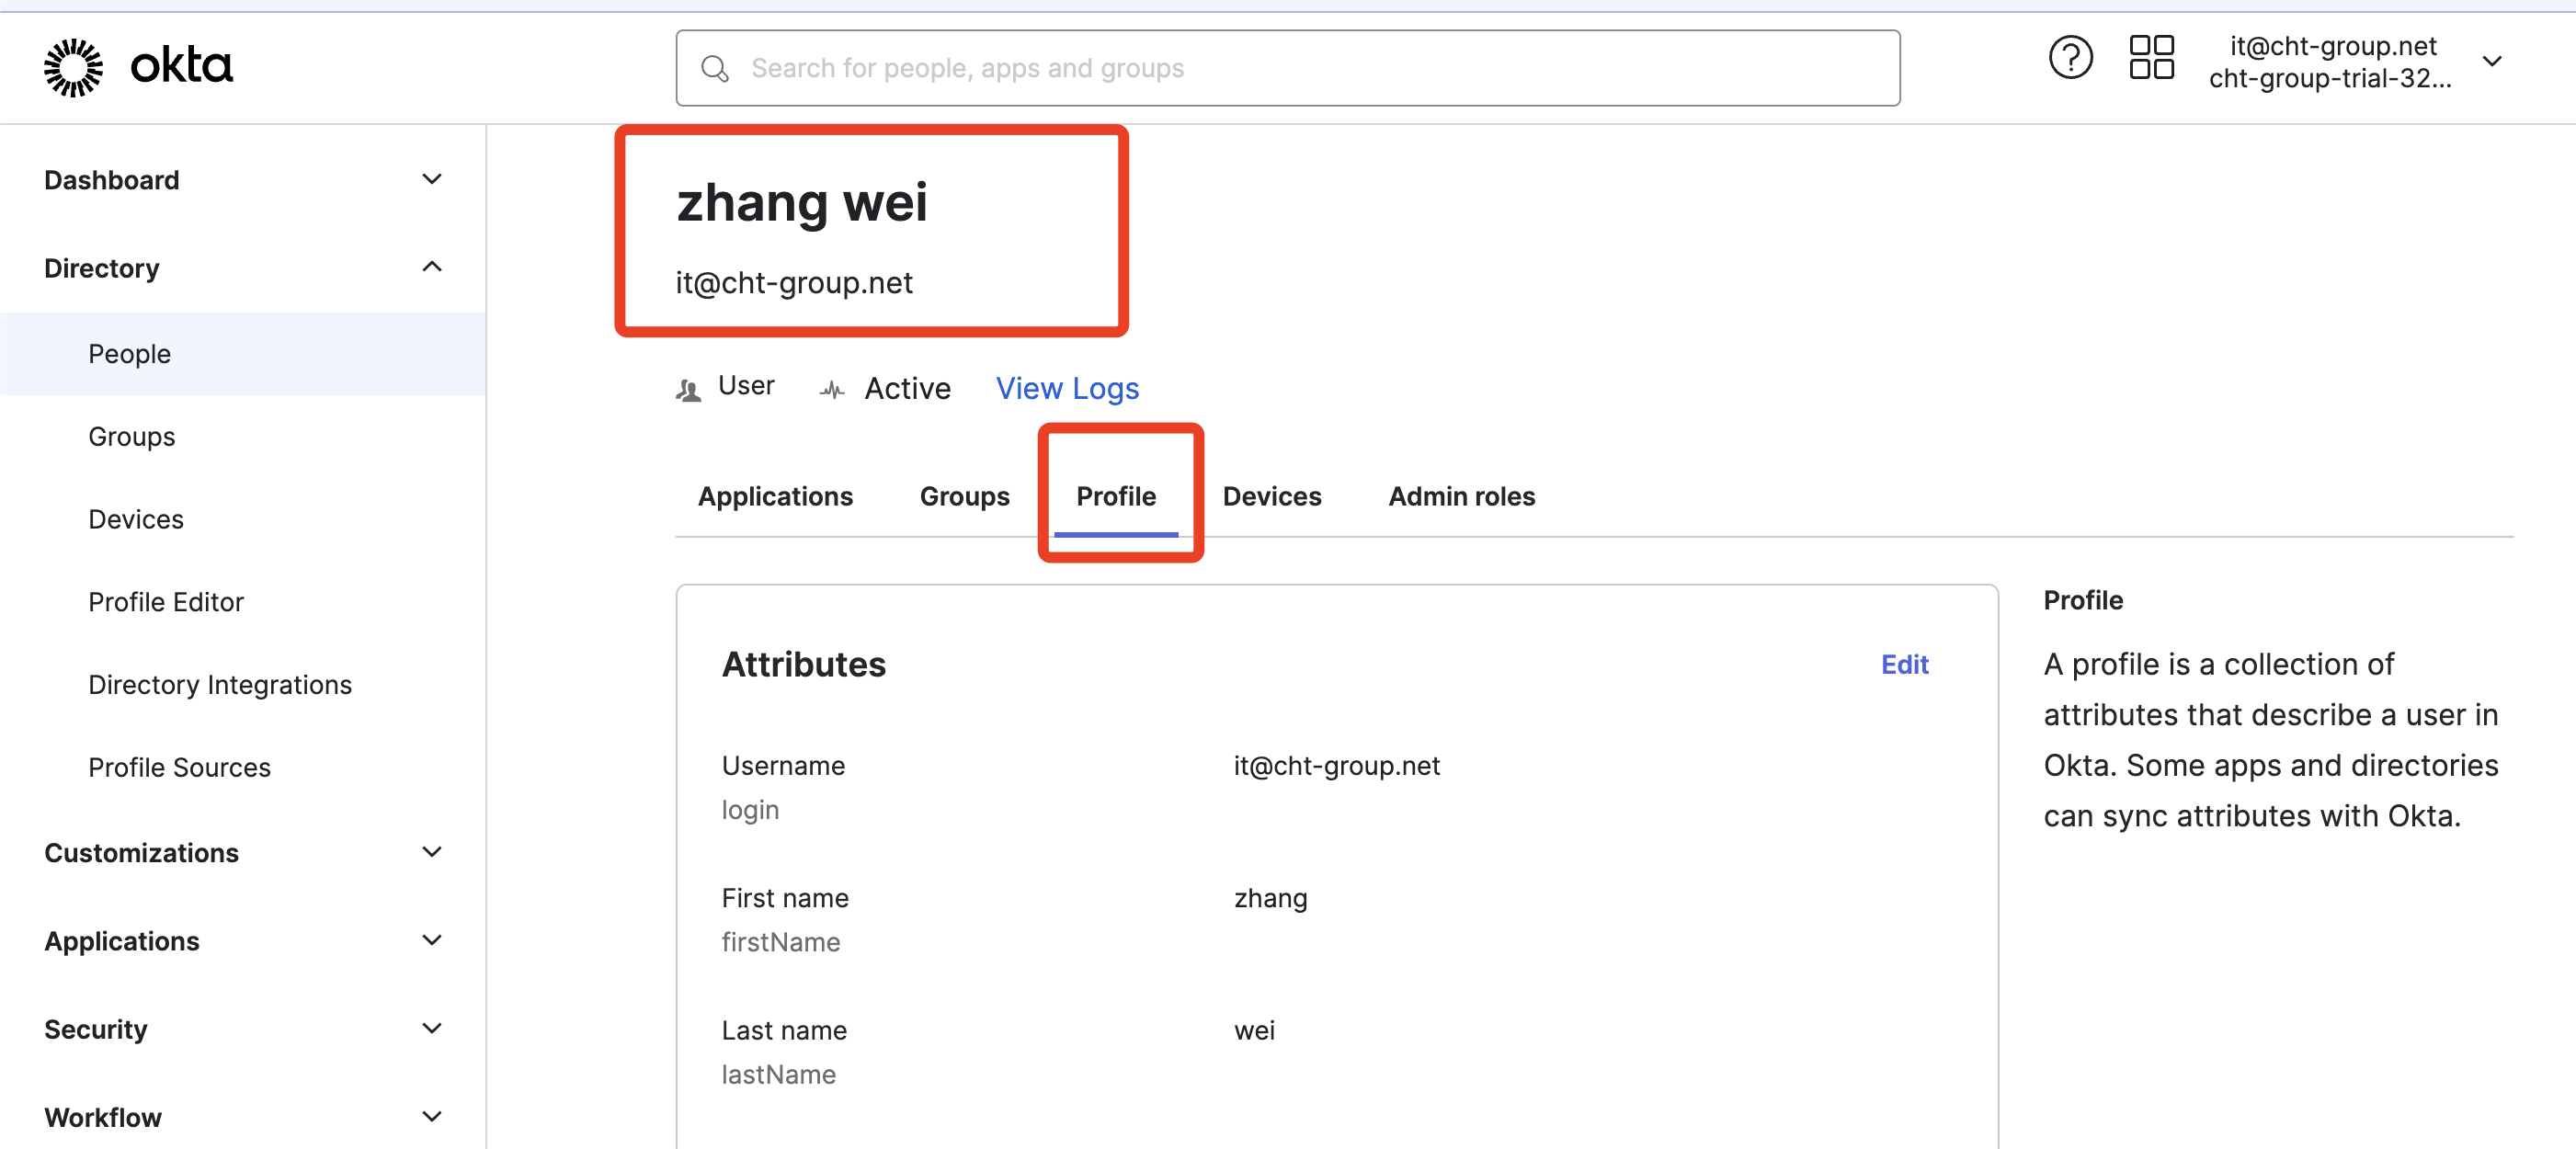 okta
Search for people, apps and groups
it@cht-group.net
cht-group-trial-32...
Dashboard
Directory
People
Groups
Devices
Profile Editor
Directory Integrations
Profile Sources
Customizations
Applications
Security
Workflow
zhang wei
it@cht-group.net
User Active View Logs
Applications Groups Profile Devices Admin roles
Attributes Edit
Username it@cht-group.net
login
First name zhang
firstName
Last name wei
lastName
Profile
A profile is a collection of
attributes that describe a user in
Okta. Some apps and directories
can sync attributes with Okta.